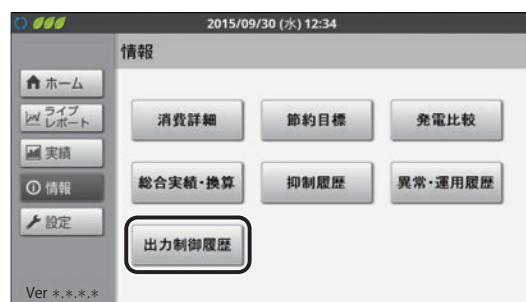 2015/09/30 (水) 12:34
情報
ホーム
ライブ
レポート
実績
情報
設定
消費詳細
節約目標
発電比較
総合実績・換算
抑制履歴
異常・運用履歴
出力制御履歴
Ver *.*.*.*